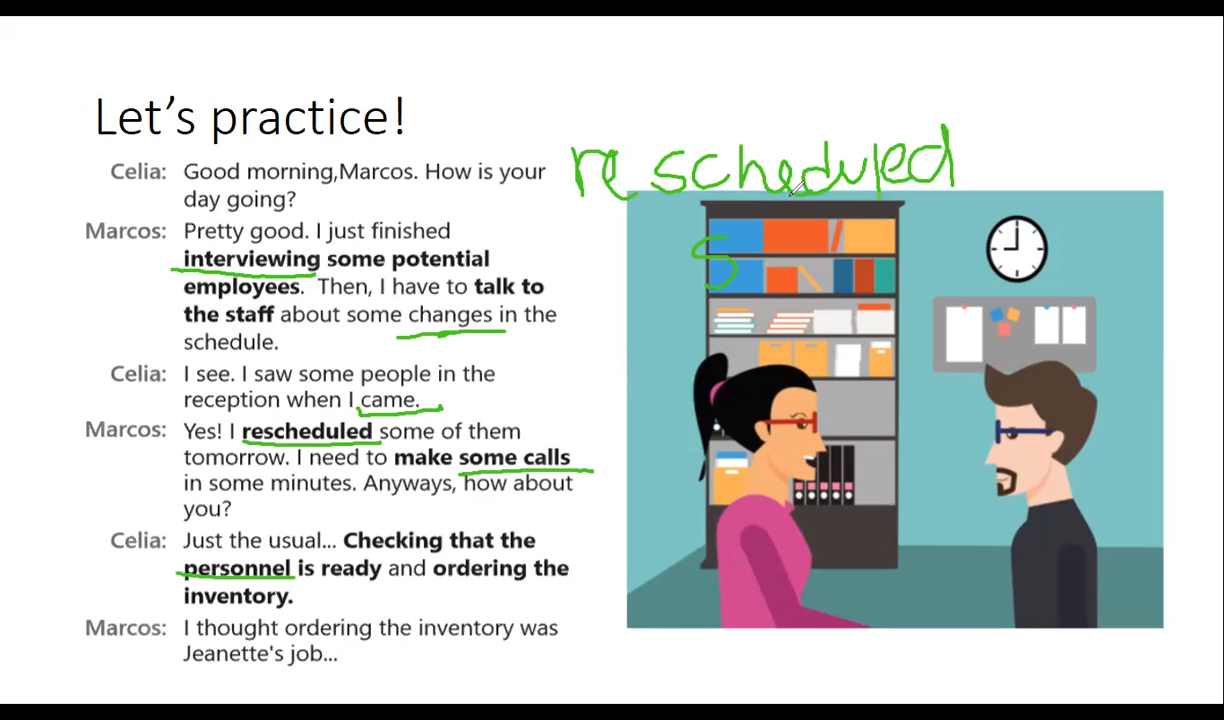 Let's practice!
re scheduled
S
Celia: Good morning,Marcos. How is your
day going?
Marcos: Pretty good. I just finished
interviewing some potential
employees. Then, I have to talk to
the staff about some changes in the
schedule.
Celia: I see. I saw some people in the
reception when I came.
Marcos: Yes! I rescheduled some of them
tomorrow. I need to make some calls
in some minutes. Anyways, how about
you?
Celia: Just the usual... Checking that the
personnel is ready and ordering the
inventory.
Marcos: I thought ordering the inventory was
Jeanette's job...